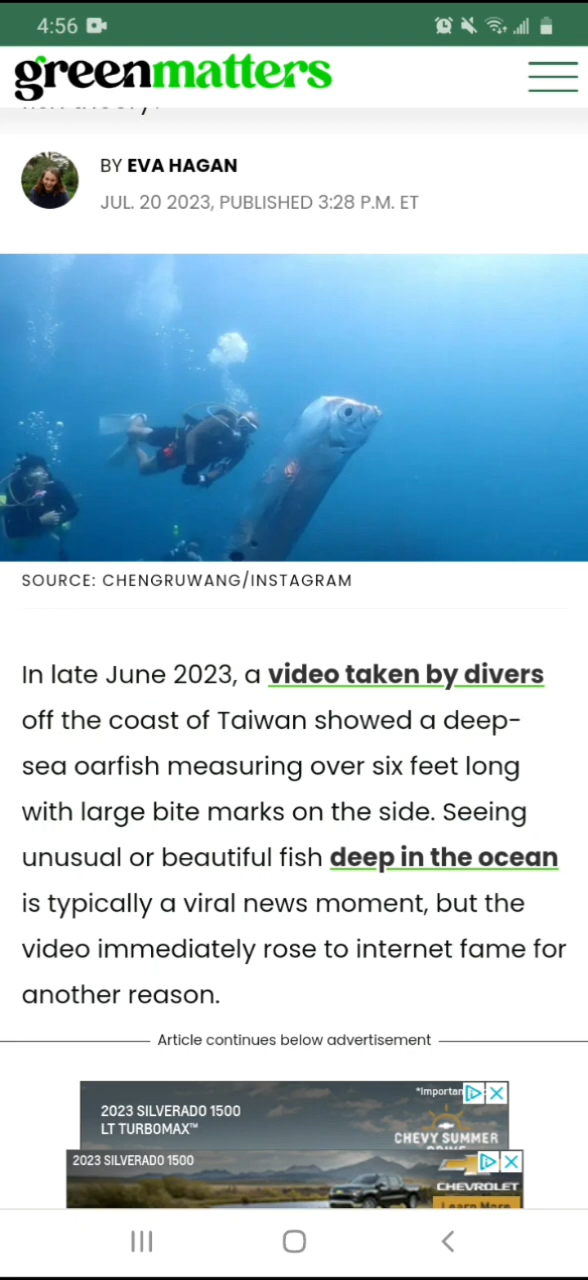 4:56
greenmatters
BY EVA HAGAN
JUL. 20 2023, PUBLISHED 3:28 P.M. ET
SOURCE: CHENGRUWANG/INSTAGRAM
In late June 2023, a video taken by divers
off the coast of Taiwan showed a deep-
sea oarfish measuring over six feet long
with large bite marks on the side. Seeing
unusual or beautiful fish deep in the ocean
is typically a viral news moment, but the
video immediately rose to internet fame for
another reason.
Article continues below advertisement
2023 SILVERADO 1500
LT TURBOMAX™
CHEVY SUMMER
2023 SILVERADO 1500
CHEVROLET
Learn More